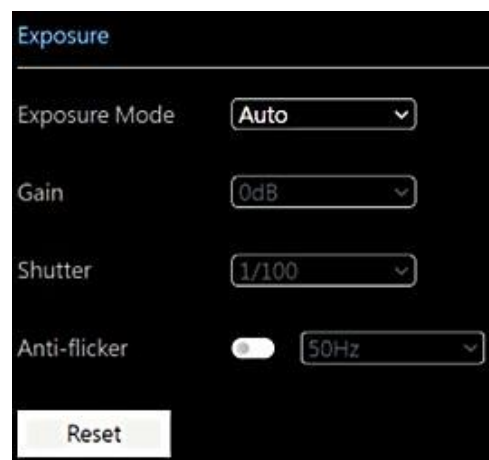 Exposure
Exposure Mode Auto
Gain 0dB
Shutter 1/100
Anti-flicker 50Hz
Reset